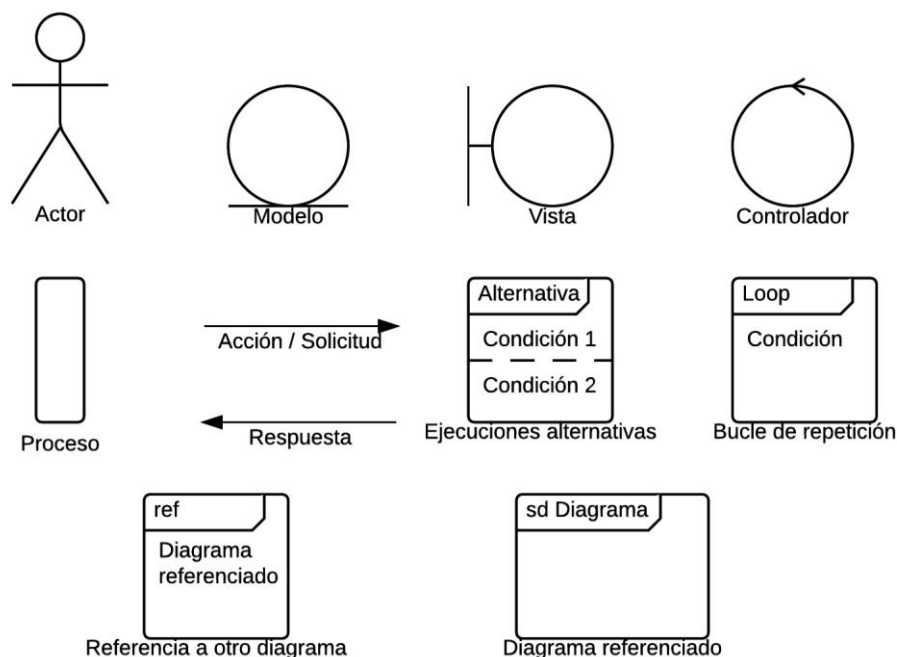 Actor
Modelo
Vista
Controlador
Proceso
Acción / Solicitud
Respuesta
Alternativa
Condición 1
Condición 2
Ejecuciones alternativas
Loop
Condición
Bucle de repetición
ref
Diagrama
referenciado
Referencia a otro diagrama
sd Diagrama
Diagrama referenciado